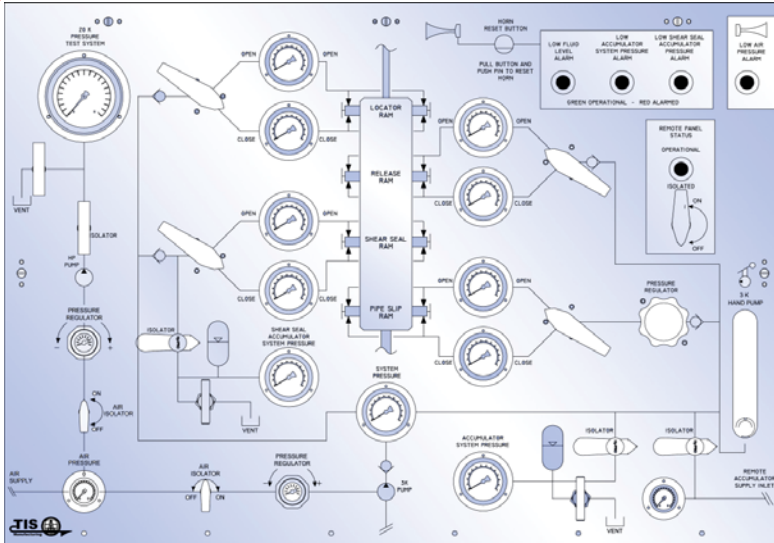 20 K
PRESSURE
TEST SYSTEM
VENT
ISOLATOR
HP
PUMP
PRESSURE
REGULATOR
- +
ON
AIR
ISOLATOR
OFF
AIR
PRESSURE
AIR
SUPPLY
TIS
Manufacturing
OPEN OPEN
CLOSE CLOSE
OPEN OPEN
CLOSE CLOSE
ISOLATOR
SHEAR SEAL
ACCUMULATOR
SYSTEM PRESSURE
VENT
AIR
ISOLATOR
OFF ON
PRESSURE
REGULATOR
- +
SYSTEM
PRESSURE
3K
PUMP
LOCATOR
RAM
RELEASE
RAM
SHEAR SEAL
RAM
PIPE SLIP
RAM
HORN
RESET BUTTON
PULL BUTTON AND
PUSH PIN TO RESET
HORN
LOW FLUID
LEVEL
ALARM
LOW
ACCUMULATOR
SYSTEM PRESSURE
ALARM
LOW SHEAR SEAL
ACCUMULATOR
PRESSURE
ALARM
GREEN OPERATIONAL - RED ALARMED
LOW AIR
PRESSURE
ALARM
OPEN OPEN
CLOSE CLOSE
OPEN OPEN
CLOSE CLOSE
REMOTE PANEL
STATUS
OPERATIONAL
ISOLATED
ON
OFF
PRESSURE
REGULATOR
3 K
HAND PUMP
ACCUMULATOR
SYSTEM PRESSURE
ISOLATOR
VENT
ISOLATOR
REMOTE
ACCUMULATOR
SUPPLY INLET